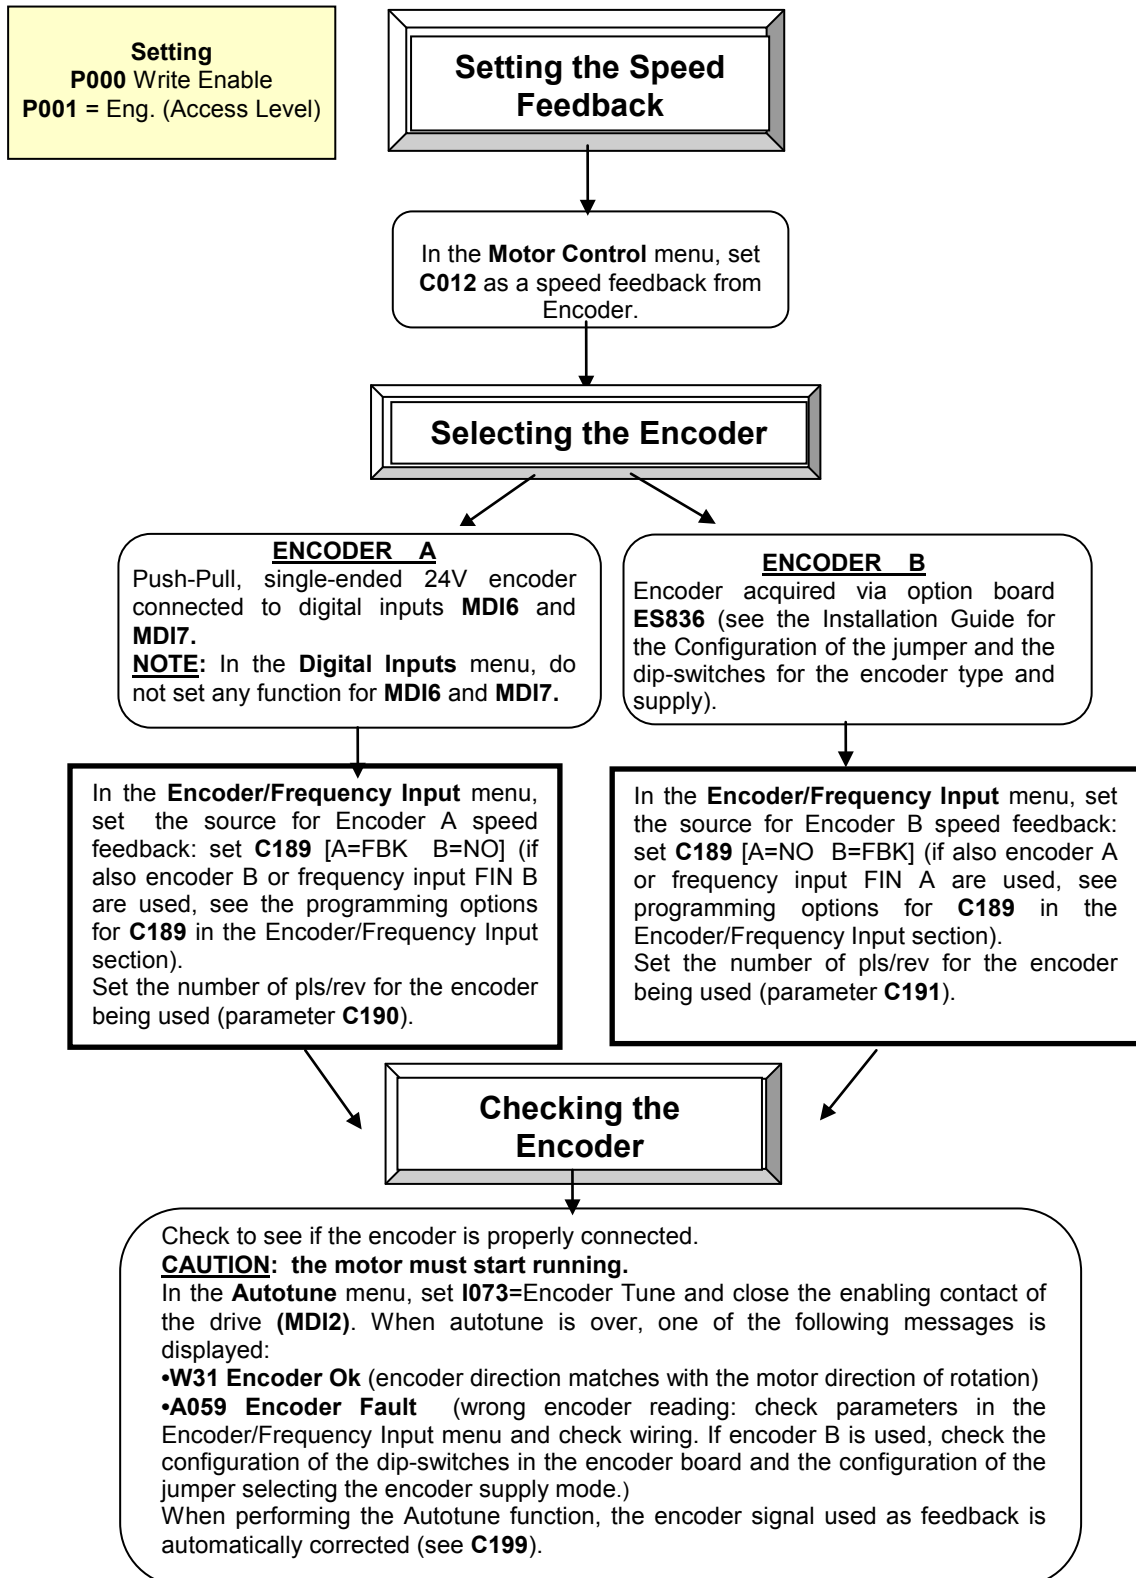 Setting
P000 Write Enable
P001 = Eng. (Access Level)
Setting the Speed
Feedback
In the Motor Control menu, set
C012 as a speed feedback from
Encoder.
Selecting the Encoder
ENCODER A
Push-Pull, single-ended 24V encoder
connected to digital inputs MDI6 and
MDI7.
NOTE: In the Digital Inputs menu, do
not set any function for MDI6 and MDI7.
ENCODER B
Encoder acquired via option board
ES836 (see the Installation Guide for
the Configuration of the jumper and the
dip-switches for the encoder type and
supply).
In the Encoder/Frequency Input menu,
set the source for Encoder A speed
feedback: set C189 [A=FBK B=NO] (if
also encoder B or frequency input FIN B
are used, see the programming options
for C189 in the Encoder/Frequency Input
section).
Set the number of pls/rev for the encoder
being used (parameter C190).
In the Encoder/Frequency Input menu, set
the source for Encoder B speed feedback:
set C189 [A=NO B=FBK] (if also encoder A
or frequency input FIN A are used, see
programming options for C189 in the
Encoder/Frequency Input section).
Set the number of pls/rev for the encoder
being used (parameter C191).
Checking the
Encoder
Check to see if the encoder is properly connected.
CAUTION: the motor must start running.
In the Autotune menu, set I073=Encoder Tune and close the enabling contact of
the drive (MDI2). When autotune is over, one of the following messages is
displayed:
•W31 Encoder Ok (encoder direction matches with the motor direction of rotation)
•A059 Encoder Fault (wrong encoder reading: check parameters in the
Encoder/Frequency Input menu and check wiring. If encoder B is used, check the
configuration of the dip-switches in the encoder board and the configuration of the
jumper selecting the encoder supply mode.)
When performing the Autotune function, the encoder signal used as feedback is
automatically corrected (see C199).